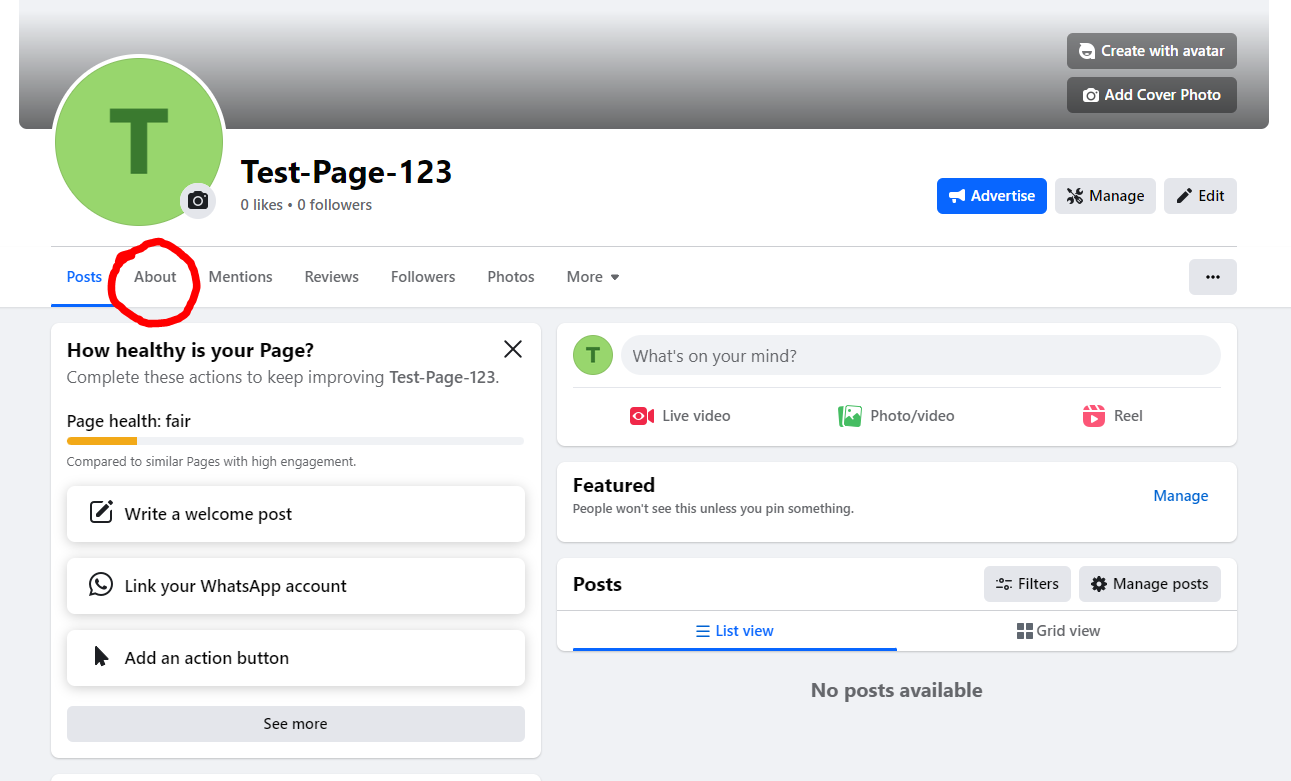 Create with avatar
Add Cover Photo
T
Test-Page-123
0 likes • 0 followers
Advertise Manage Edit
Posts About Mentions Reviews Followers Photos More
How healthy is your Page?
Complete these actions to keep improving Test-Page-123.
Page health: fair
Compared to similar Pages with high engagement.
Write a welcome post
Link your WhatsApp account
Add an action button
See more
T What's on your mind?
Live video Photo/video Reel
Featured
People won't see this unless you pin something.
Manage
Posts Filters Manage posts
List view Grid view
No posts available